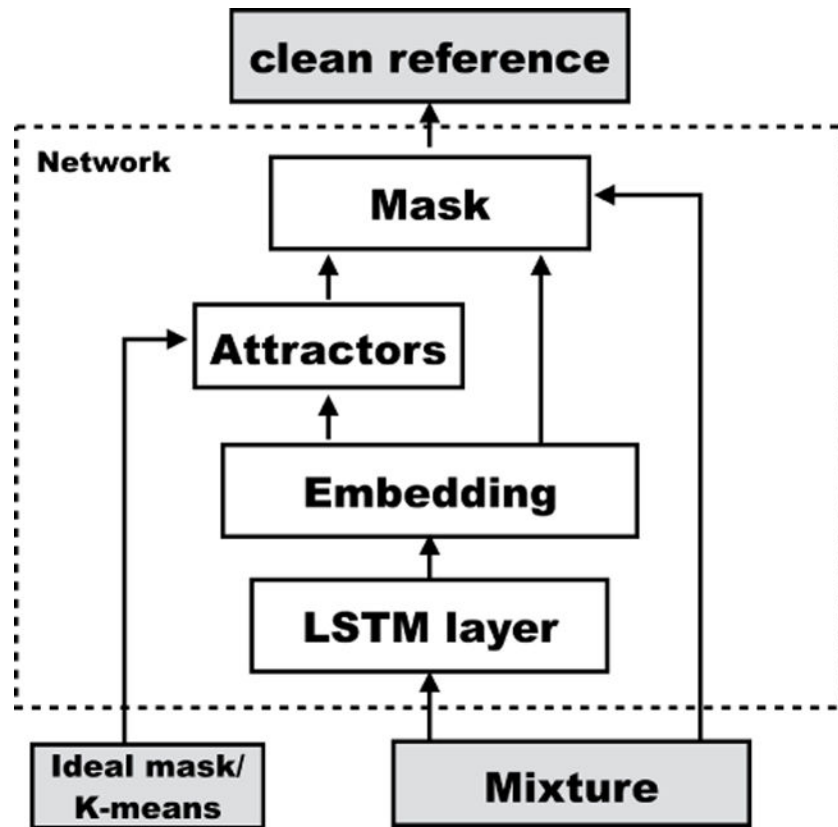 clean reference
Network
Mask
Attractors
Embedding
LSTM layer
Ideal mask/
K-means
Mixture